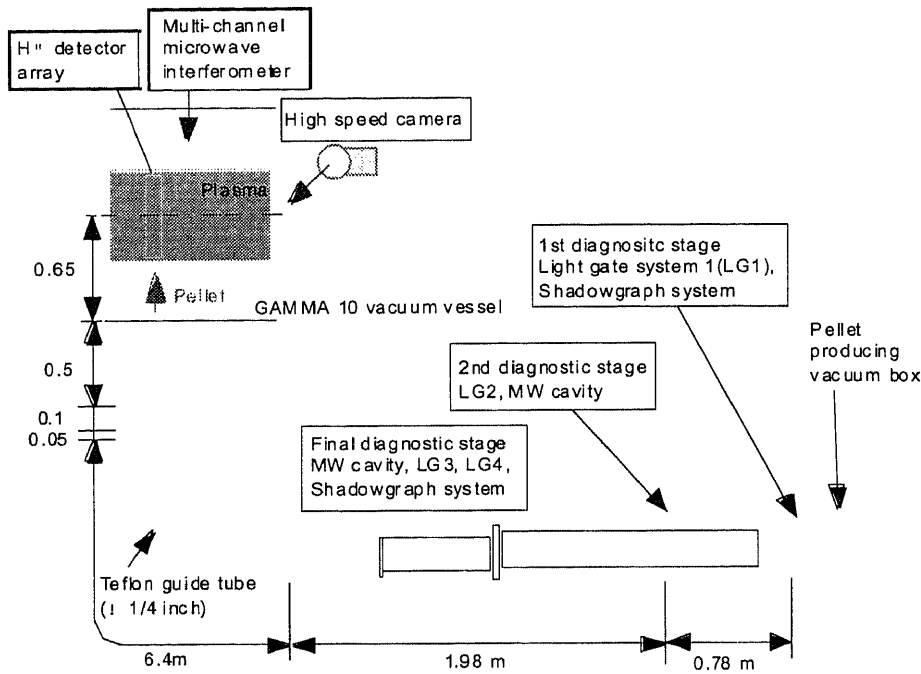 H" detector
array
Multi-channel
microwave
interferometer
High speed camera
Plasma
0.65
Pellet
GAMMA 10 vacuum vessel
1st diagnositc stage
Light gate system 1(LG1),
Shadowgraph system
Pellet
producing
vacuum box
0.5
2nd diagnostic stage
LG2, MW cavity
0.1
0.05
Final diagnostic stage
MW cavity, LG3, LG4,
Shadowgraph system
Teflon guide tube
(! 1/4 inch)
6.4m
1.98 m
0.78 m